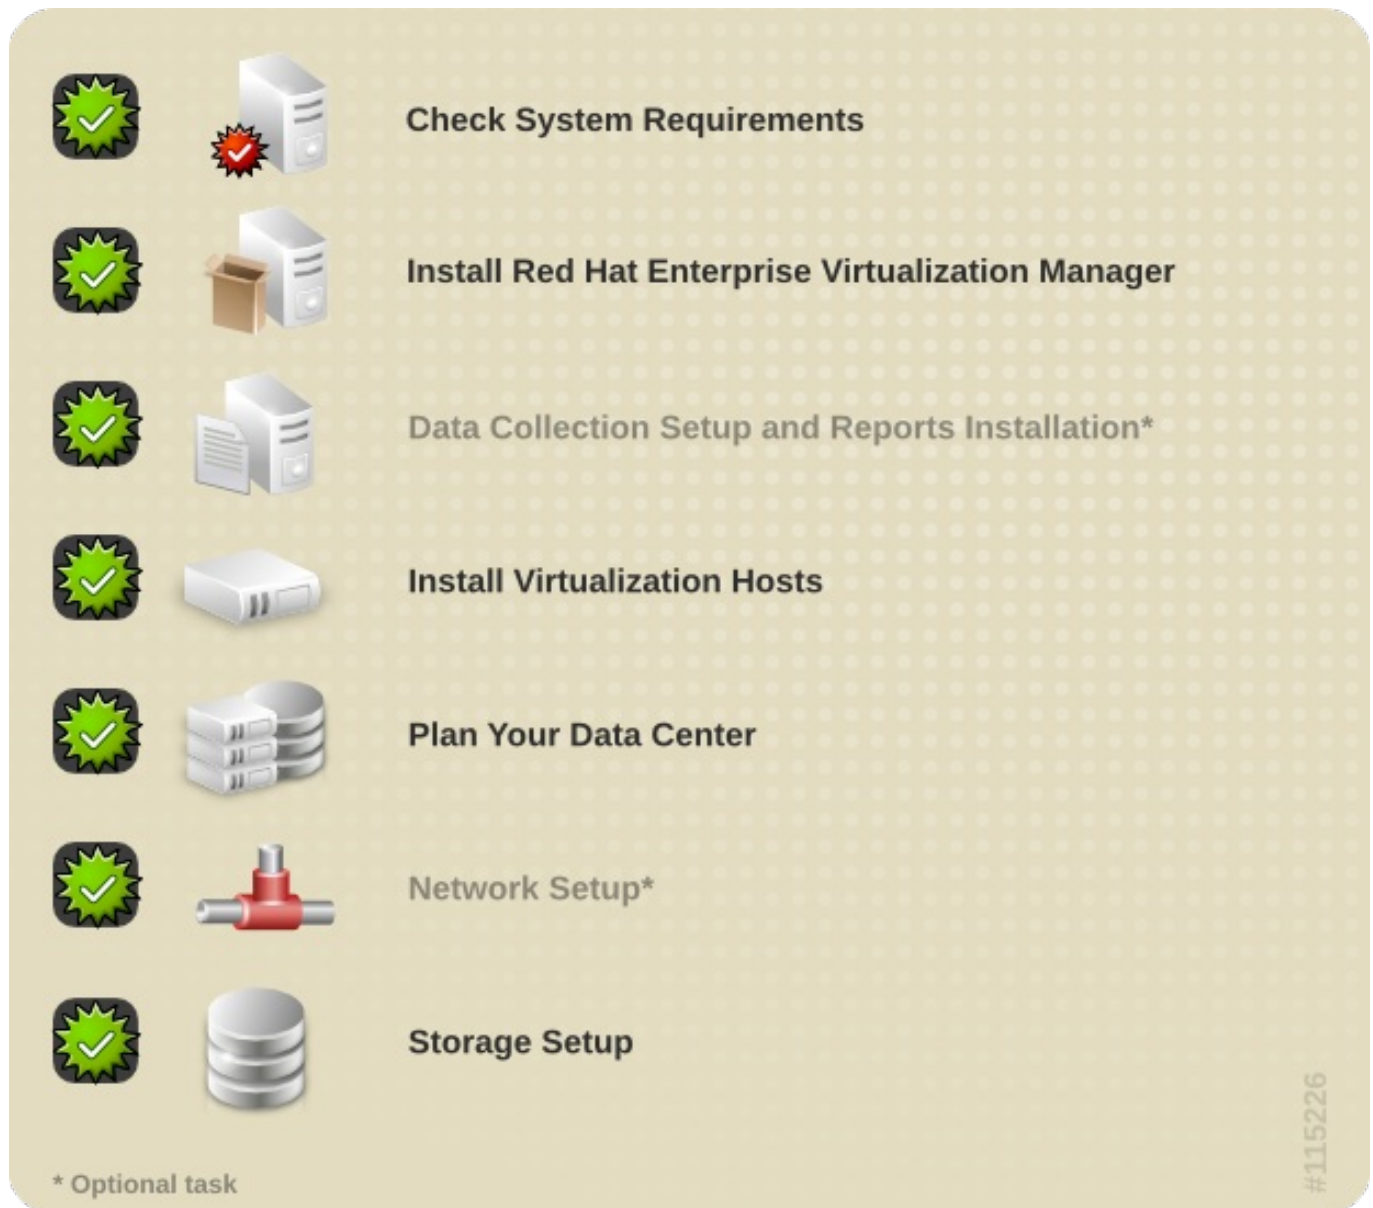 Check System Requirements
Install Red Hat Enterprise Virtualization Manager
Data Collection Setup and Reports Installation*
Install Virtualization Hosts
Plan Your Data Center
Network Setup*
Storage Setup
* Optional task
#115226